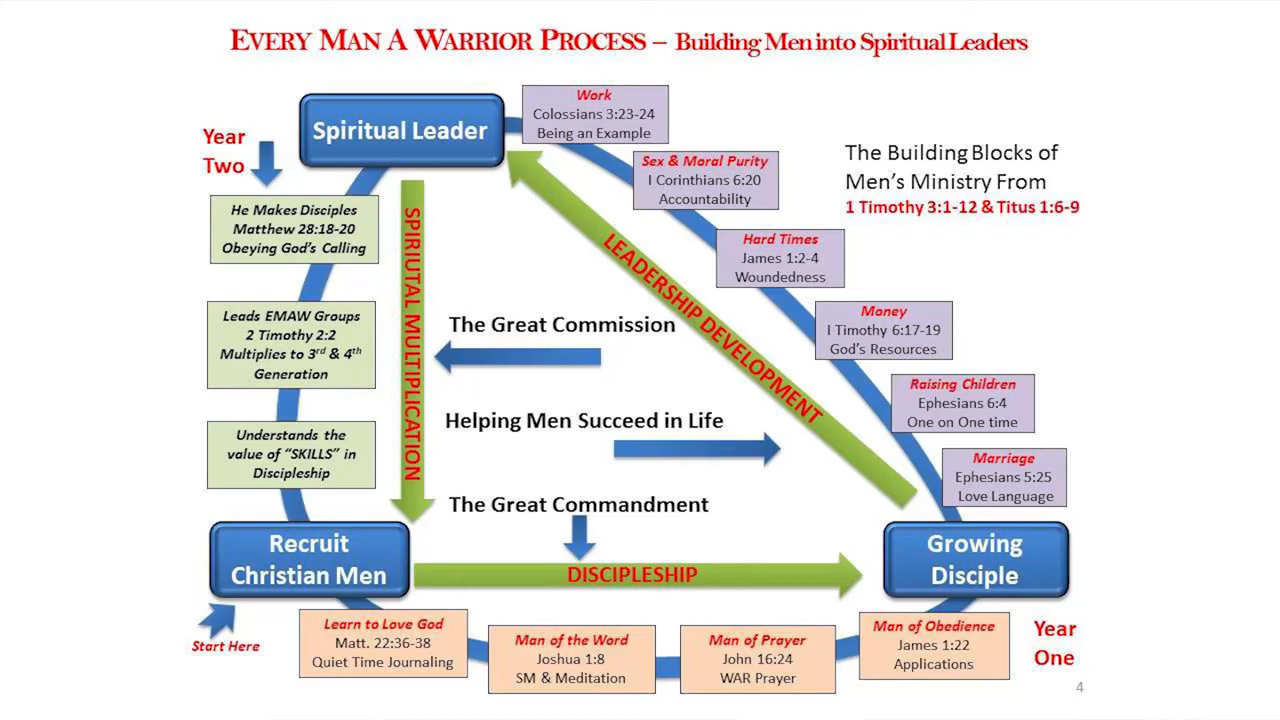 EVERY MAN A WARRIOR PROCESS – Building Men into Spiritual Leaders
Spiritual Leader
Work
Colossians 3:23-24
Being an Example
Sex & Moral Purity
I Corinthians 6:20
Accountability
Hard Times
James 1:2-4
Woundedness
Money
I Timothy 6:17-19
God's Resources
Raising Children
Ephesians 6:4
One on One time
Marriage
Ephesians 5:25
Love Language
The Building Blocks of
Men's Ministry From
1 Timothy 3:1-12 & Titus 1:6-9
Year
Two
He Makes Disciples
Matthew 28:18-20
Obeying God's Calling
Leads EMAW Groups
2 Timothy 2:2
Multiplies to 3rd & 4th
Generation
Understands the
value of "SKILLS" in
Discipleship
SPIRIUTAL MULTIPLICATION
LEADERSHIP DEVELOPMENT
The Great Commission
Helping Men Succeed in Life
The Great Commandment
DISCIPLESHIP
Recruit
Christian Men
Growing
Disciple
Start Here
Learn to Love God
Matt. 22:36-38
Quiet Time Journaling
Man of the Word
Joshua 1:8
SM & Meditation
Man of Prayer
John 16:24
WAR Prayer
Man of Obedience
James 1:22
Applications
Year
One
4